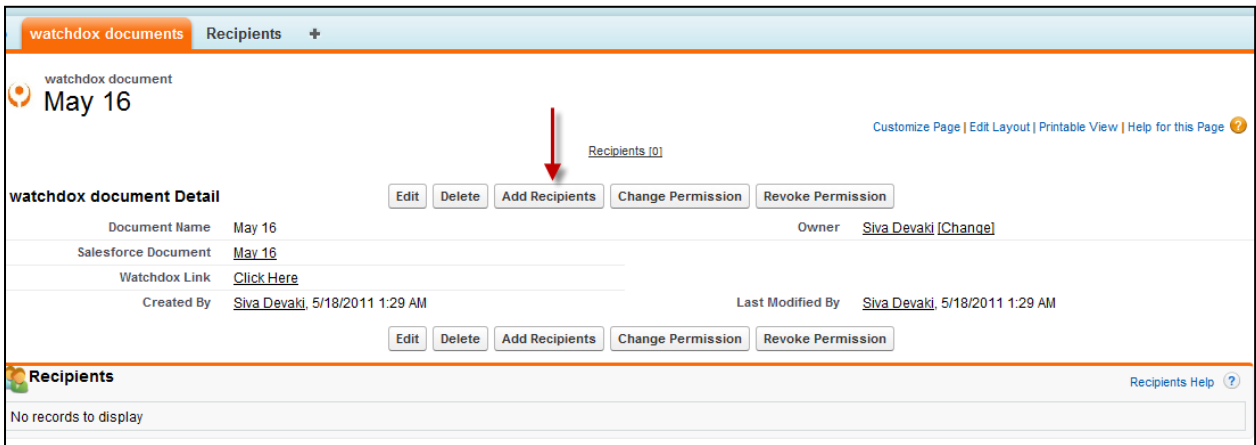 watchdox documents Recipients +
watchdox document
May 16
Customize Page | Edit Layout | Printable View | Help for this Page ?
Recipients [0]
watchdox document Detail Edit Delete Add Recipients Change Permission Revoke Permission
Document Name May 16 Owner Siva Devaki [Change]
Salesforce Document May 16
Watchdox Link Click Here
Created By Siva Devaki, 5/18/2011 1:29 AM Last Modified By Siva Devaki, 5/18/2011 1:29 AM
Edit Delete Add Recipients Change Permission Revoke Permission
Recipients Recipients Help ?
No records to display